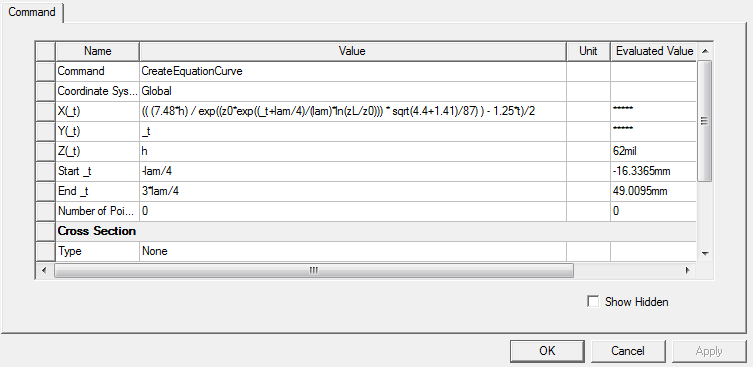 Command
Name Value Unit Evaluated Value
Command CreateEquationCurve
Coordinate Sys... Global
X(_t) (( (7.48*h) / exp((z0*exp((_t+lam/4)/(lam)*ln(zL/z0))) * sqrt(4.4+1.41)/87) ) - 1.25*t)/2 *****
Y(_t) _t *****
Z(_t) h 62mil
Start _t -lam/4 -16.3365mm
End _t 3*lam/4 49.0095mm
Number of Poi... 0 0
Cross Section
Type None
Show Hidden
OK Cancel Apply